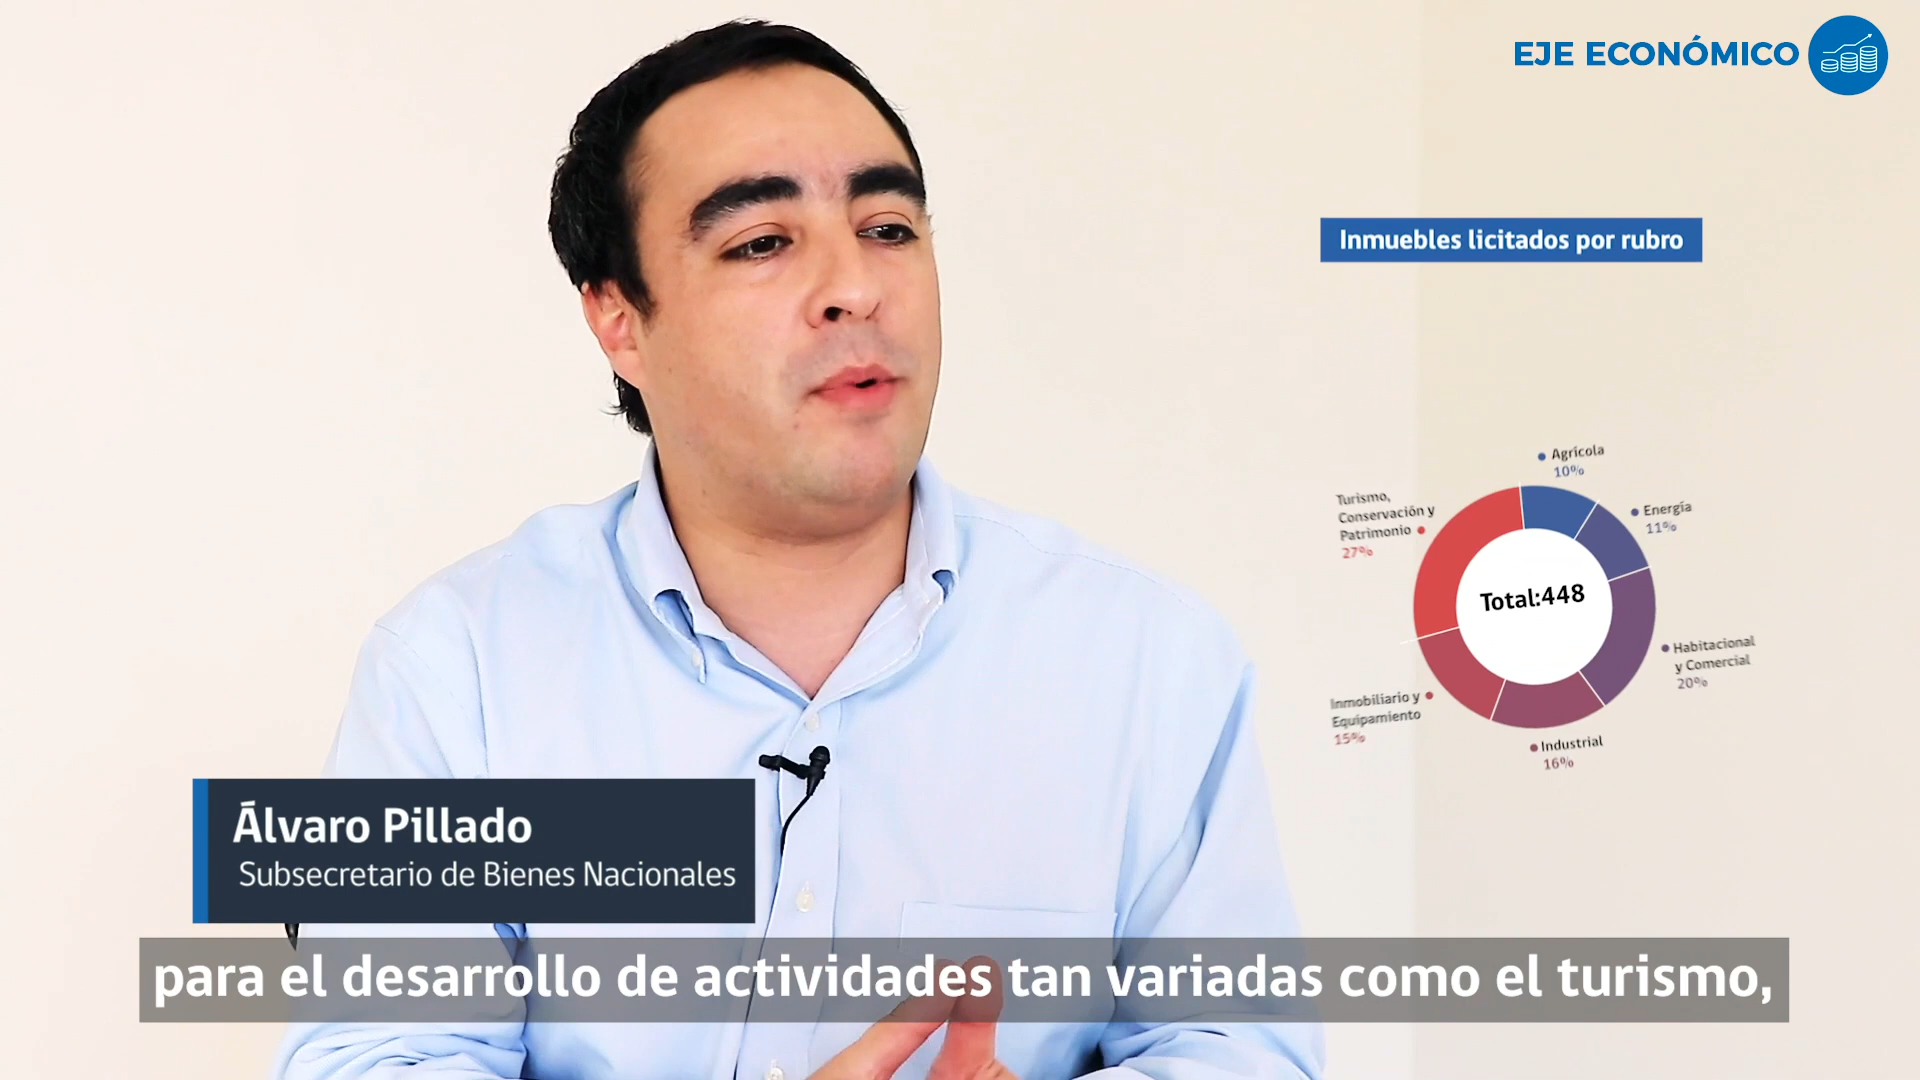 EJE ECONÓMICO
Inmuebles licitados por rubro
Agrícola
10%
Energía
11%
Turismo,
Conservación y
Patrimonio
27%
Total:448
Habitacional
y Comercial
20%
Inmobiliario y
Equipamiento
15%
Industrial
16%
Álvaro Pillado
Subsecretario de Bienes Nacionales
para el desarrollo de actividades tan variadas como el turismo,